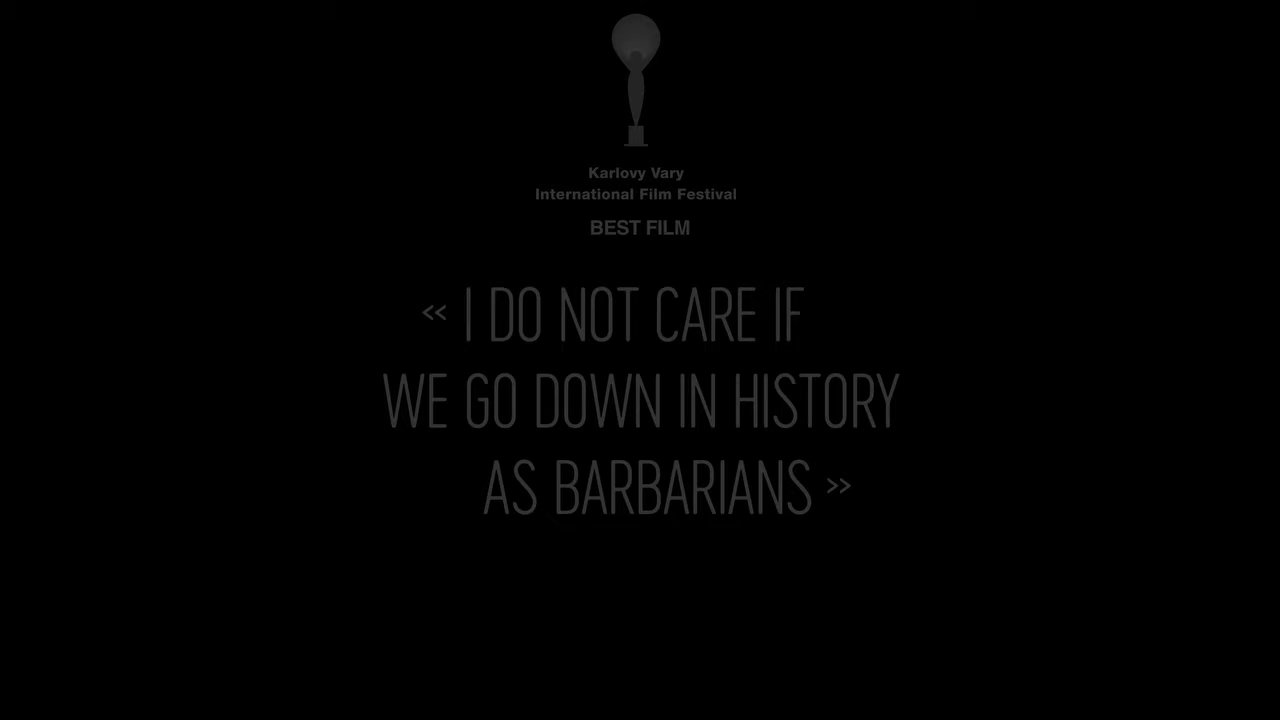 Karlovy Vary
International Film Festival
BEST FILM
« I DO NOT CARE IF
WE GO DOWN IN HISTORY
AS BARBARIANS »